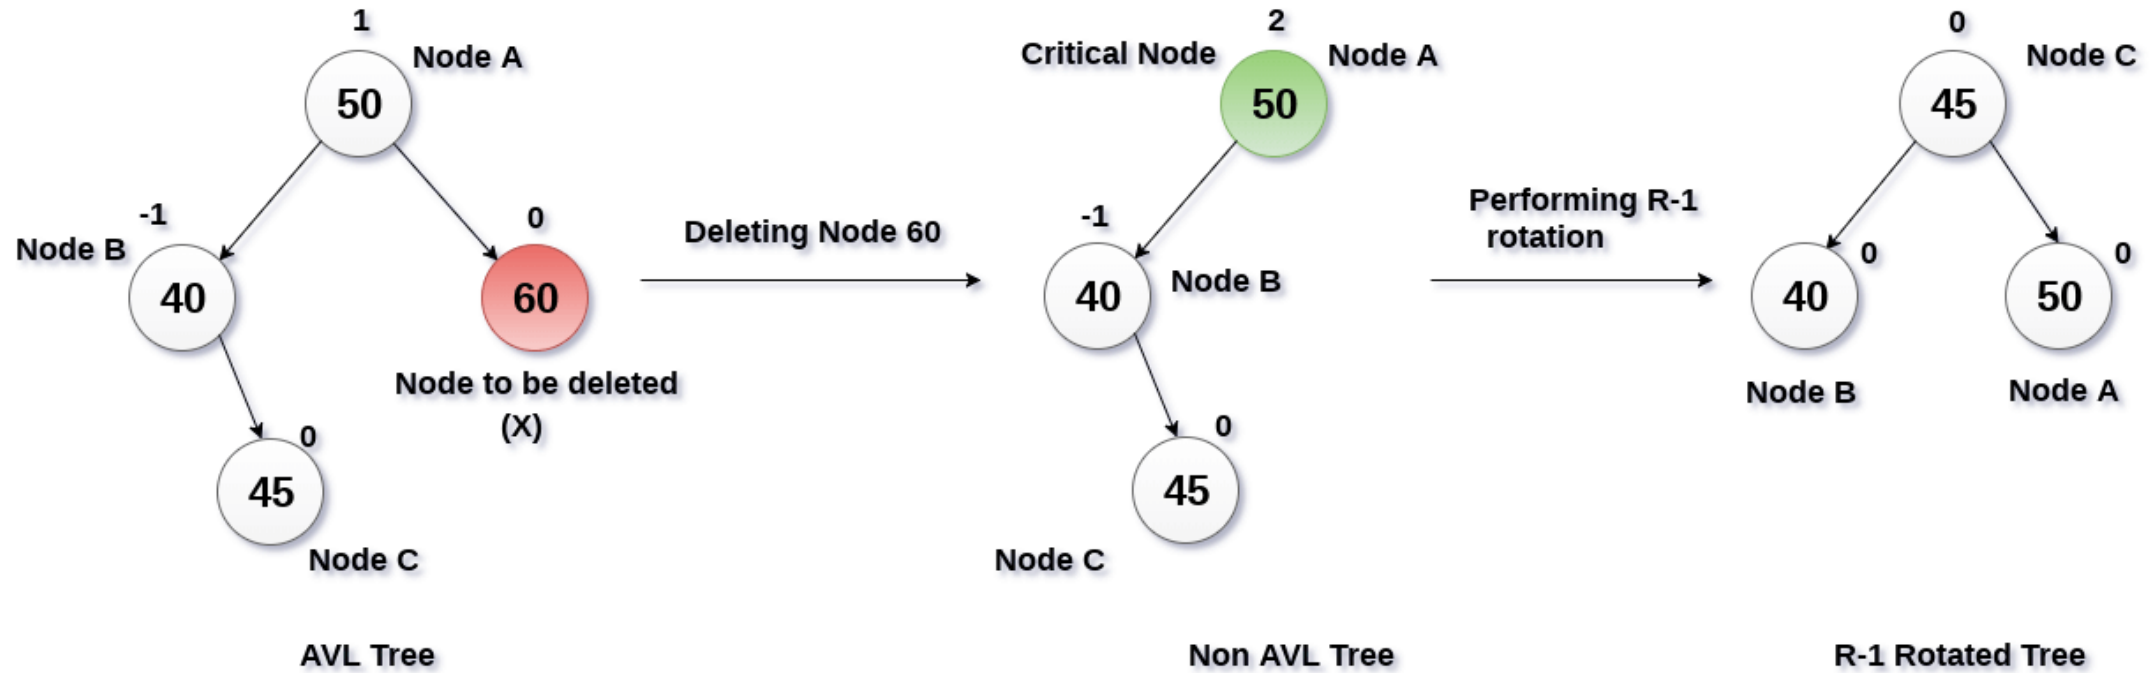 1
Node A
50
-1
Node B
40
0
60
Node to be deleted
(X)
0
45
Node C
AVL Tree
Deleting Node 60
2
Critical Node
Node A
50
-1
40
Node B
0
45
Node C
Non AVL Tree
Performing R-1
rotation
0
Node C
45
0
40
Node B
0
50
Node A
R-1 Rotated Tree